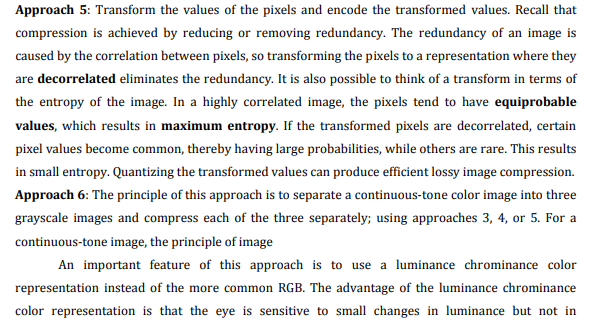 Approach 5: Transform the values of the pixels and encode the transformed values. Recall that
compression is achieved by reducing or removing redundancy. The redundancy of an image is
caused by the correlation between pixels, so transforming the pixels to a representation where they
are decorrelated eliminates the redundancy. It is also possible to think of a transform in terms of
the entropy of the image. In a highly correlated image, the pixels tend to have equiprobable
values, which results in maximum entropy. If the transformed pixels are decorrelated, certain
pixel values become common, thereby having large probabilities, while others are rare. This results
in small entropy. Quantizing the transformed values can produce efficient lossy image compression.
Approach 6: The principle of this approach is to separate a continuous-tone color image into three
grayscale images and compress each of the three separately; using approaches 3, 4, or 5. For a
continuous-tone image, the principle of image
An important feature of this approach is to use a luminance chrominance color
representation instead of the more common RGB. The advantage of the luminance chrominance
color representation is that the eye is sensitive to small changes in luminance but not in